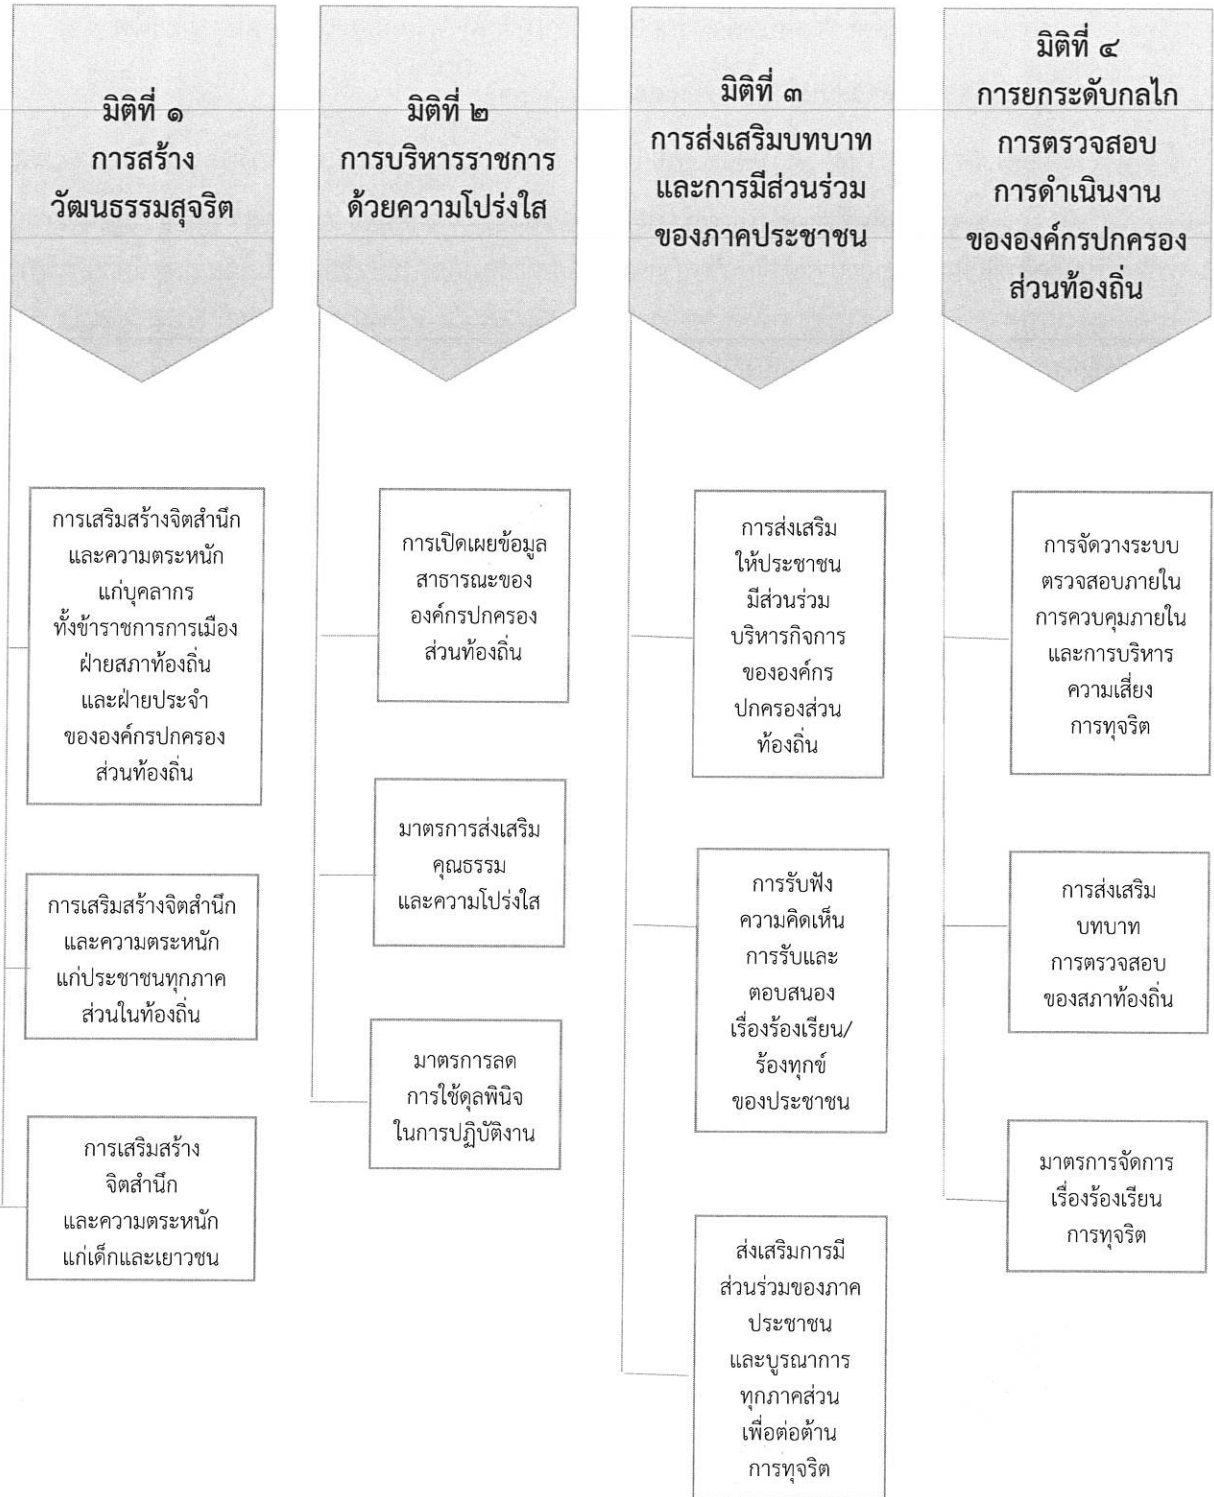 มิติที่ ๑
การสร้าง
วัฒนธรรมสุจริต
การเสริมสร้างจิตสำนึก
และความตระหนัก
แก่บุคลากร
ทั้งข้าราชการการเมือง
ฝ่ายสภาท้องถิ่น
และฝ่ายประจำ
ขององค์กรปกครอง
ส่วนท้องถิ่น
การเสริมสร้างจิตสำนึก
และความตระหนัก
แก่ประชาชนทุกภาค
ส่วนในท้องถิ่น
การเสริมสร้าง
จิตสำนึก
และความตระหนัก
แก่เด็กและเยาวชน
มิติที่ ๒
การบริหารราชการ
ด้วยความโปร่งใส
การเปิดเผยข้อมูล
สาธารณะของ
องค์กรปกครอง
ส่วนท้องถิ่น
มาตรการส่งเสริม
คุณธรรม
และความโปร่งใส
มาตรการลด
การใช้ดุลพินิจ
ในการปฏิบัติงาน
มิติที่ ๓
การส่งเสริมบทบาท
และการมีส่วนร่วม
ของภาคประชาชน
การส่งเสริม
ให้ประชาชน
มีส่วนร่วม
บริหารกิจการ
ขององค์กร
ปกครองส่วน
ท้องถิ่น
การรับฟัง
ความคิดเห็น
การรับและ
ตอบสนอง
เรื่องร้องเรียน/
ร้องทุกข์
ของประชาชน
ส่งเสริมการมี
ส่วนร่วมของภาค
ประชาชน
และบูรณาการ
ทุกภาคส่วน
เพื่อต่อต้าน
การทุจริต
มิติที่ ๔
การยกระดับกลไก
การตรวจสอบ
การดำเนินงาน
ขององค์กรปกครอง
ส่วนท้องถิ่น
การจัดวางระบบ
ตรวจสอบภายใน
การควบคุมภายใน
และการบริหาร
ความเสี่ยง
การทุจริต
การส่งเสริม
บทบาท
การตรวจสอบ
ของสภาท้องถิ่น
มาตรการจัดการ
เรื่องร้องเรียน
การทุจริต